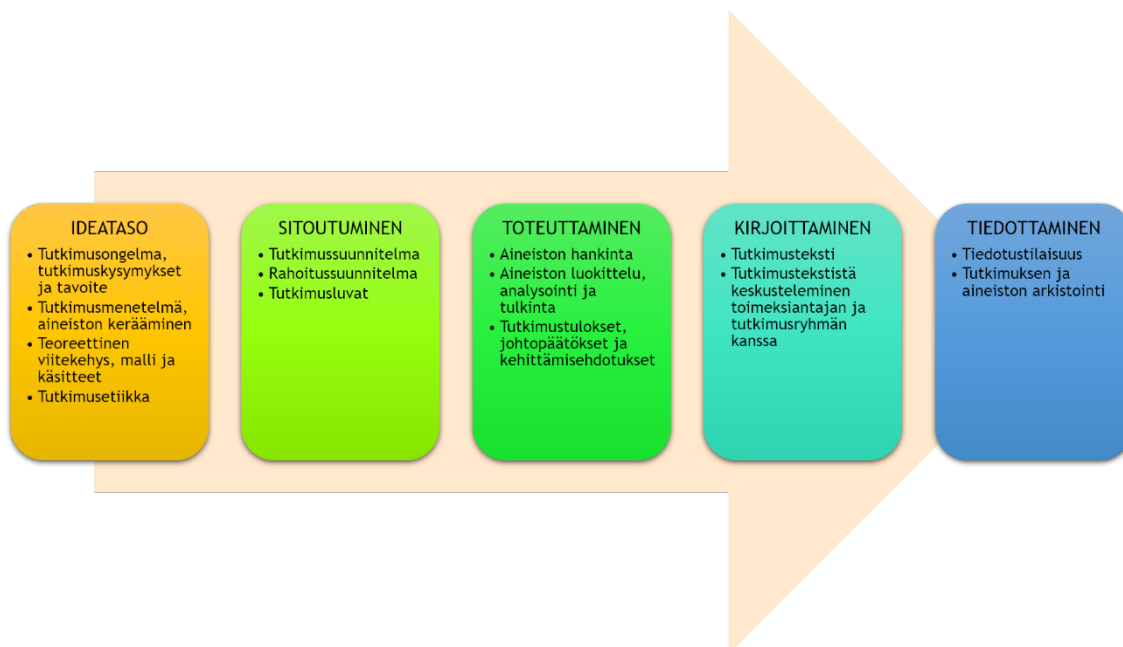 IDEATASO
• Tutkimusongelma,
tutkimuskysymykset
ja tavoite
• Tutkimusmenetelmä,
aineiston kerääminen
• Teoreettinen
viitekehys, malli ja
käsitteet
• Tutkimusetiikka
SITOUTUMINEN
• Tutkimussuunnitelma
• Rahoitussuunnitelma
• Tutkimusluvat
TOTEUTTAMINEN
• Aineiston hankinta
• Aineiston luokittelu,
analysointi ja
tulkinta
• Tutkimustulokset,
johtopäätökset ja
kehittämisehdotukset
KIRJOITTAMINEN
• Tutkimusteksti
• Tutkimustekstistä
keskusteleminen
toimeksiantajan ja
tutkimusryhmän
kanssa
TIEDOTTAMINEN
• Tiedotustilaisuus
• Tutkimuksen ja
aineiston arkistointi